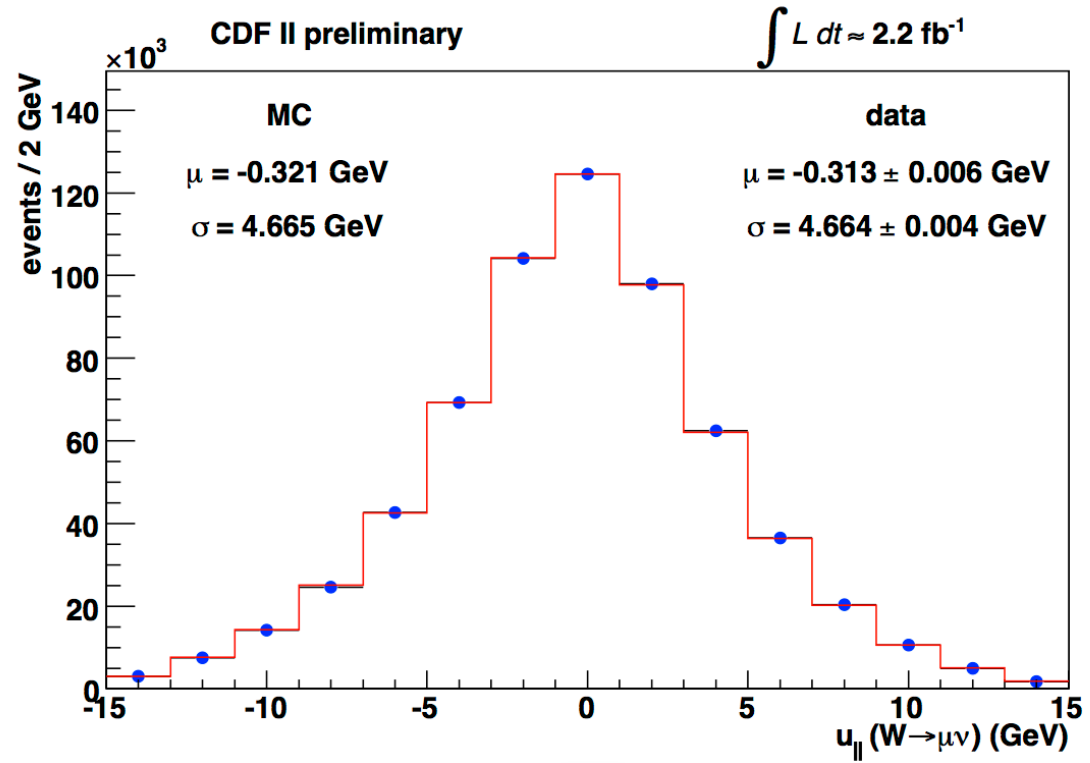 CDF II preliminary
∫ L dt ≈ 2.2 fb⁻¹
×10³
events / 2 GeV
140
120
100
80
60
40
20
0
MC
μ = -0.321 GeV
σ = 4.665 GeV
data
μ = -0.313 ± 0.006 GeV
σ = 4.664 ± 0.004 GeV
-15 -10 -5 0 5 10 15
u|| (W→μν) (GeV)